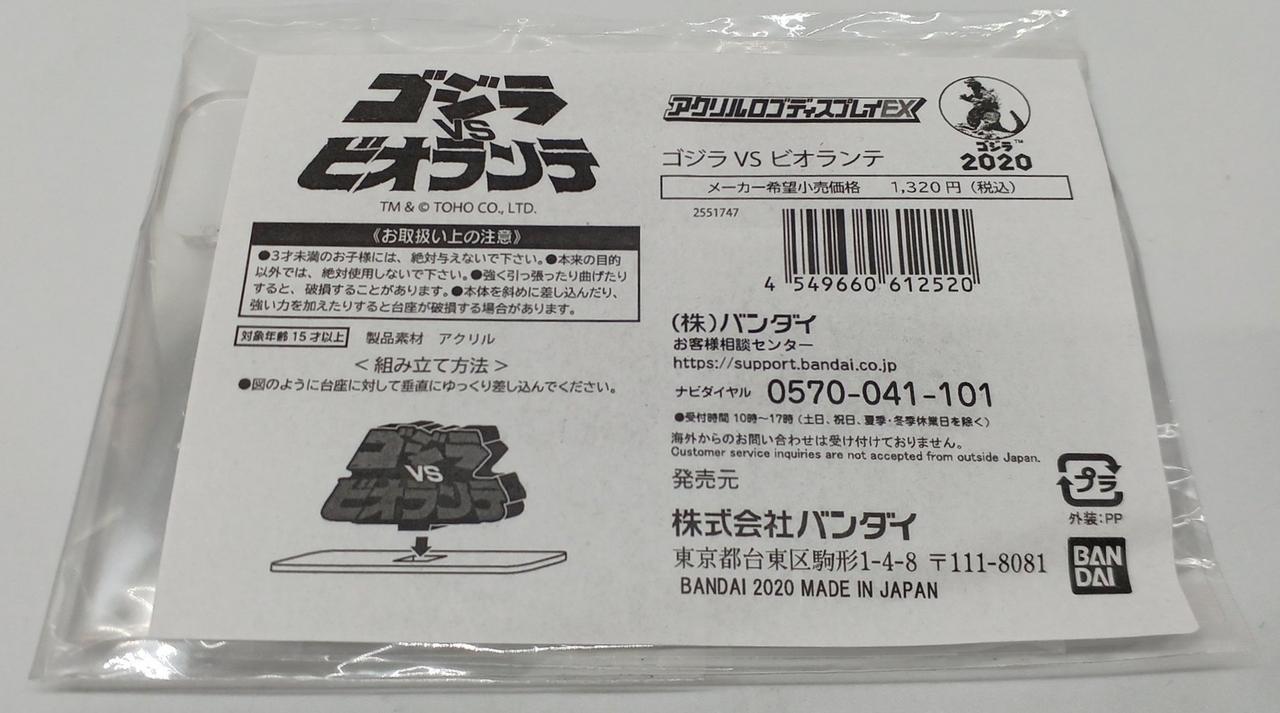 ゴジラ
VS
ビオランテ
TM & © TOHO CO., LTD.
《お取扱い上の注意》
●3才未満のお子様には、絶対与えないで下さい。●本来の目的
以外では、絶対使用しないで下さい。●強く引っ張ったり曲げたり
すると、破損することがあります。●本体を斜めに差し込んだり、
強い力を加えたりすると台座が破損する場合があります。
対象年齢 15才以上 製品素材 アクリル
<組み立て方法>
●図のように台座に対して垂直にゆっくり差し込んでください。
ゴジラ
VS
ビオランテ
アクリルロゴディスプレイEX
ゴジラ™
2020
ゴジラ VS ビオランテ
メーカー希望小売価格 1,320円(税込)
2551747
4 549660 612520
(株)バンダイ
お客様相談センター
https://support.bandai.co.jp
ナビダイヤル 0570-041-101
●受付時間 10時~17時(土日、祝日、夏季・冬季休業日を除く)
海外からのお問い合わせは受け付けておりません。
Customer service inquiries are not accepted from outside Japan.
発売元
株式会社バンダイ
東京都台東区駒形1-4-8 〒111-8081
BANDAI 2020 MADE IN JAPAN
プラ
外装:PP
BAN
DAI